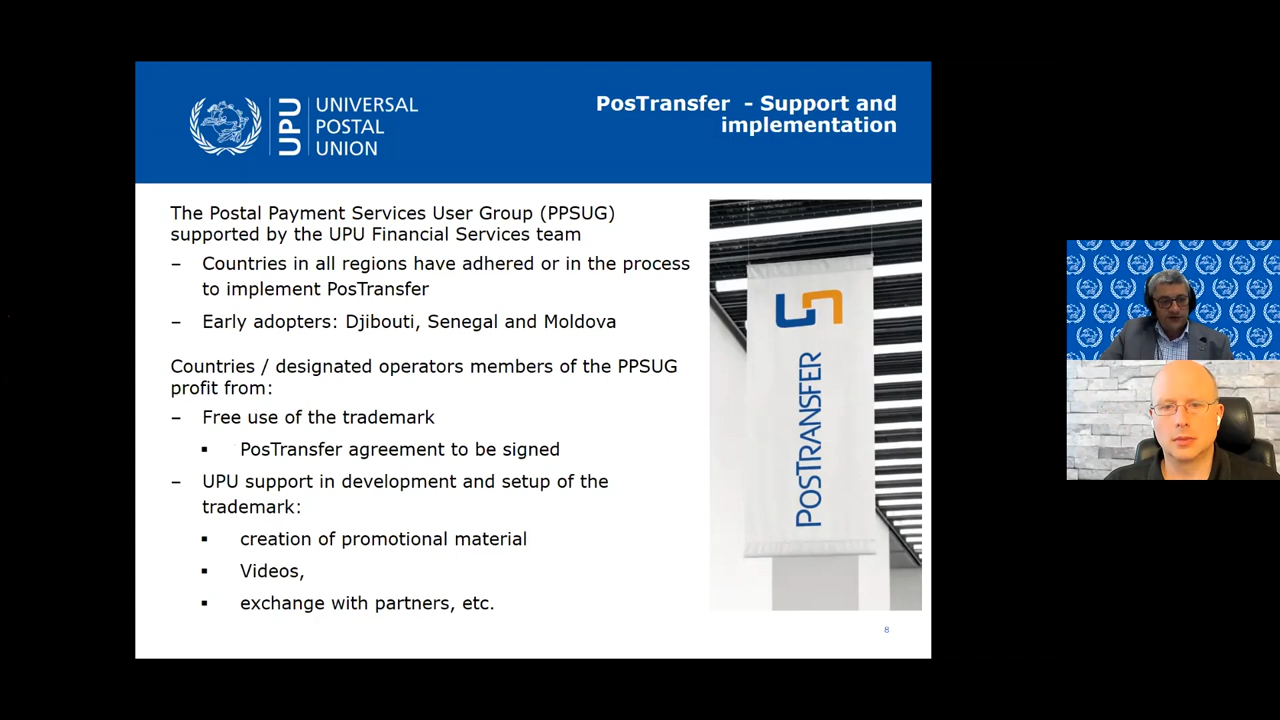 UPU
UNIVERSAL
POSTAL
UNION
PosTransfer - Support and
implementation
The Postal Payment Services User Group (PPSUG)
supported by the UPU Financial Services team
– Countries in all regions have adhered or in the process
to implement PosTransfer
– Early adopters: Djibouti, Senegal and Moldova
Countries / designated operators members of the PPSUG
profit from:
– Free use of the trademark
▪ PosTransfer agreement to be signed
– UPU support in development and setup of the
trademark:
▪ creation of promotional material
▪ Videos,
▪ exchange with partners, etc.
POSTRANSFER
8